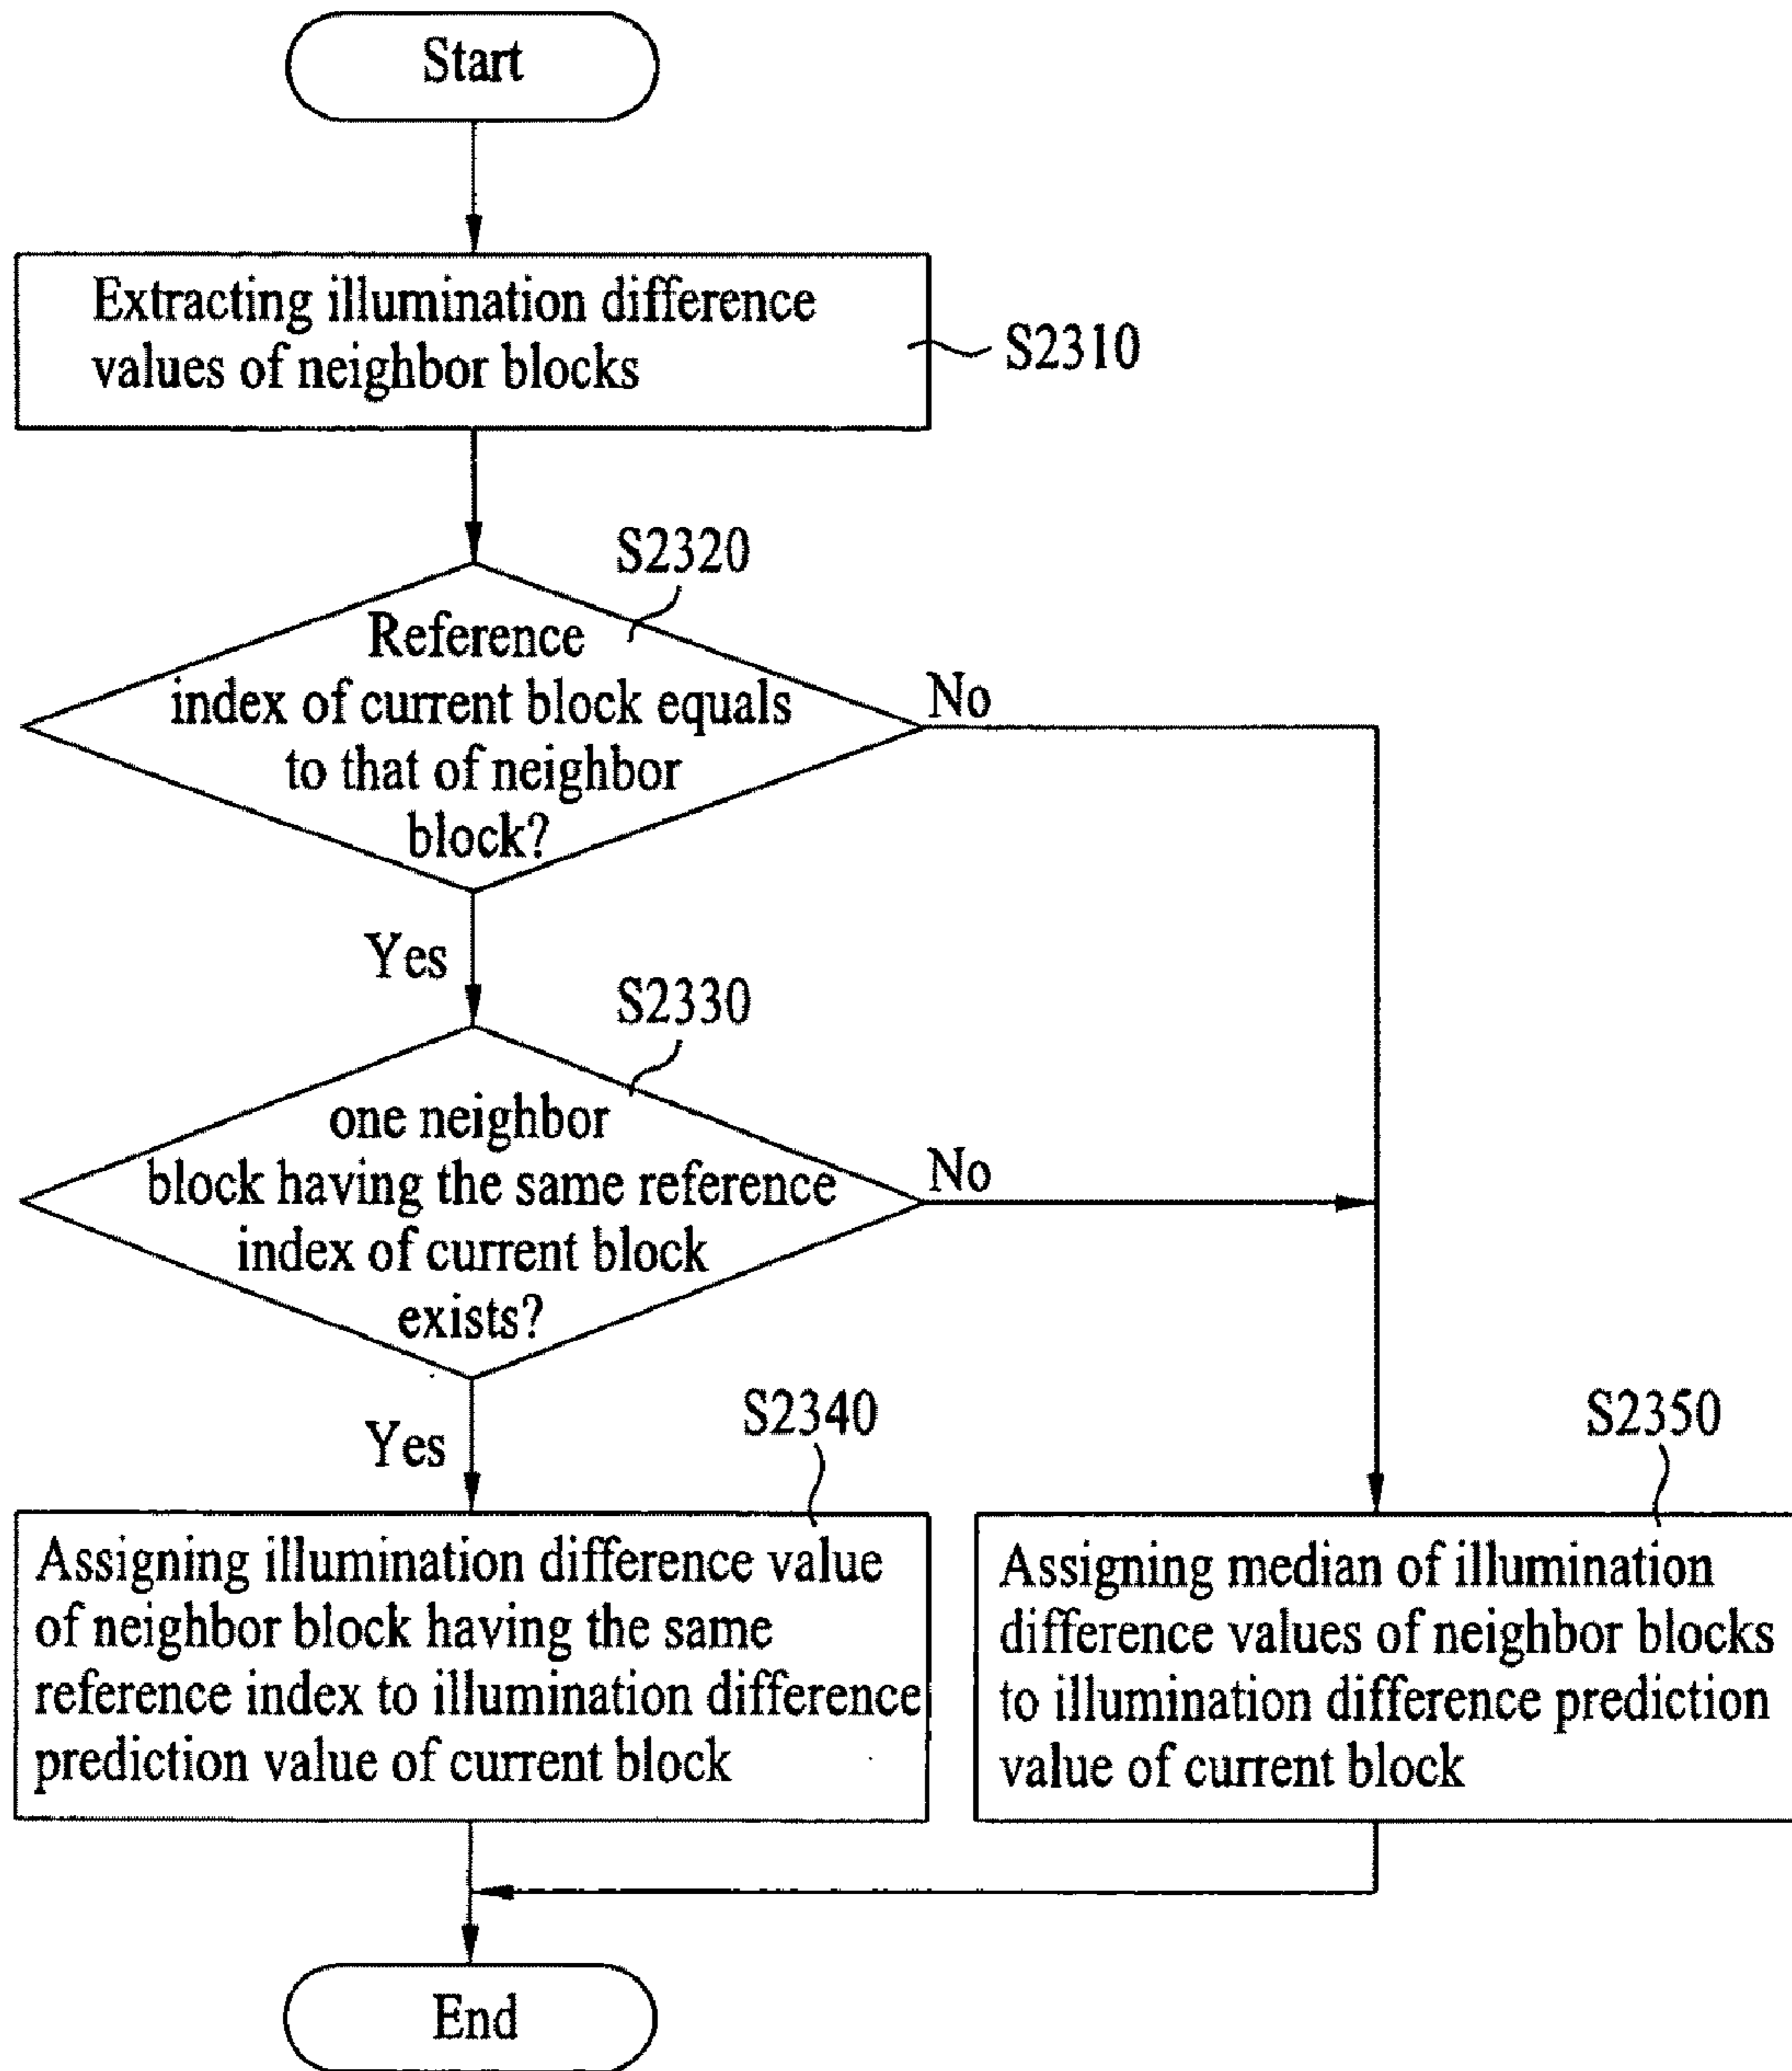 Start
Extracting illumination difference
values of neighbor blocks
S2310
S2320
Reference
index of current block equals
to that of neighbor
block?
No
Yes
S2330
one neighbor
block having the same reference
index of current block
exists?
No
Yes
S2340
Assigning illumination difference value
of neighbor block having the same
reference index to illumination difference
prediction value of current block
S2350
Assigning median of illumination
difference values of neighbor blocks
to illumination difference prediction
value of current block
End